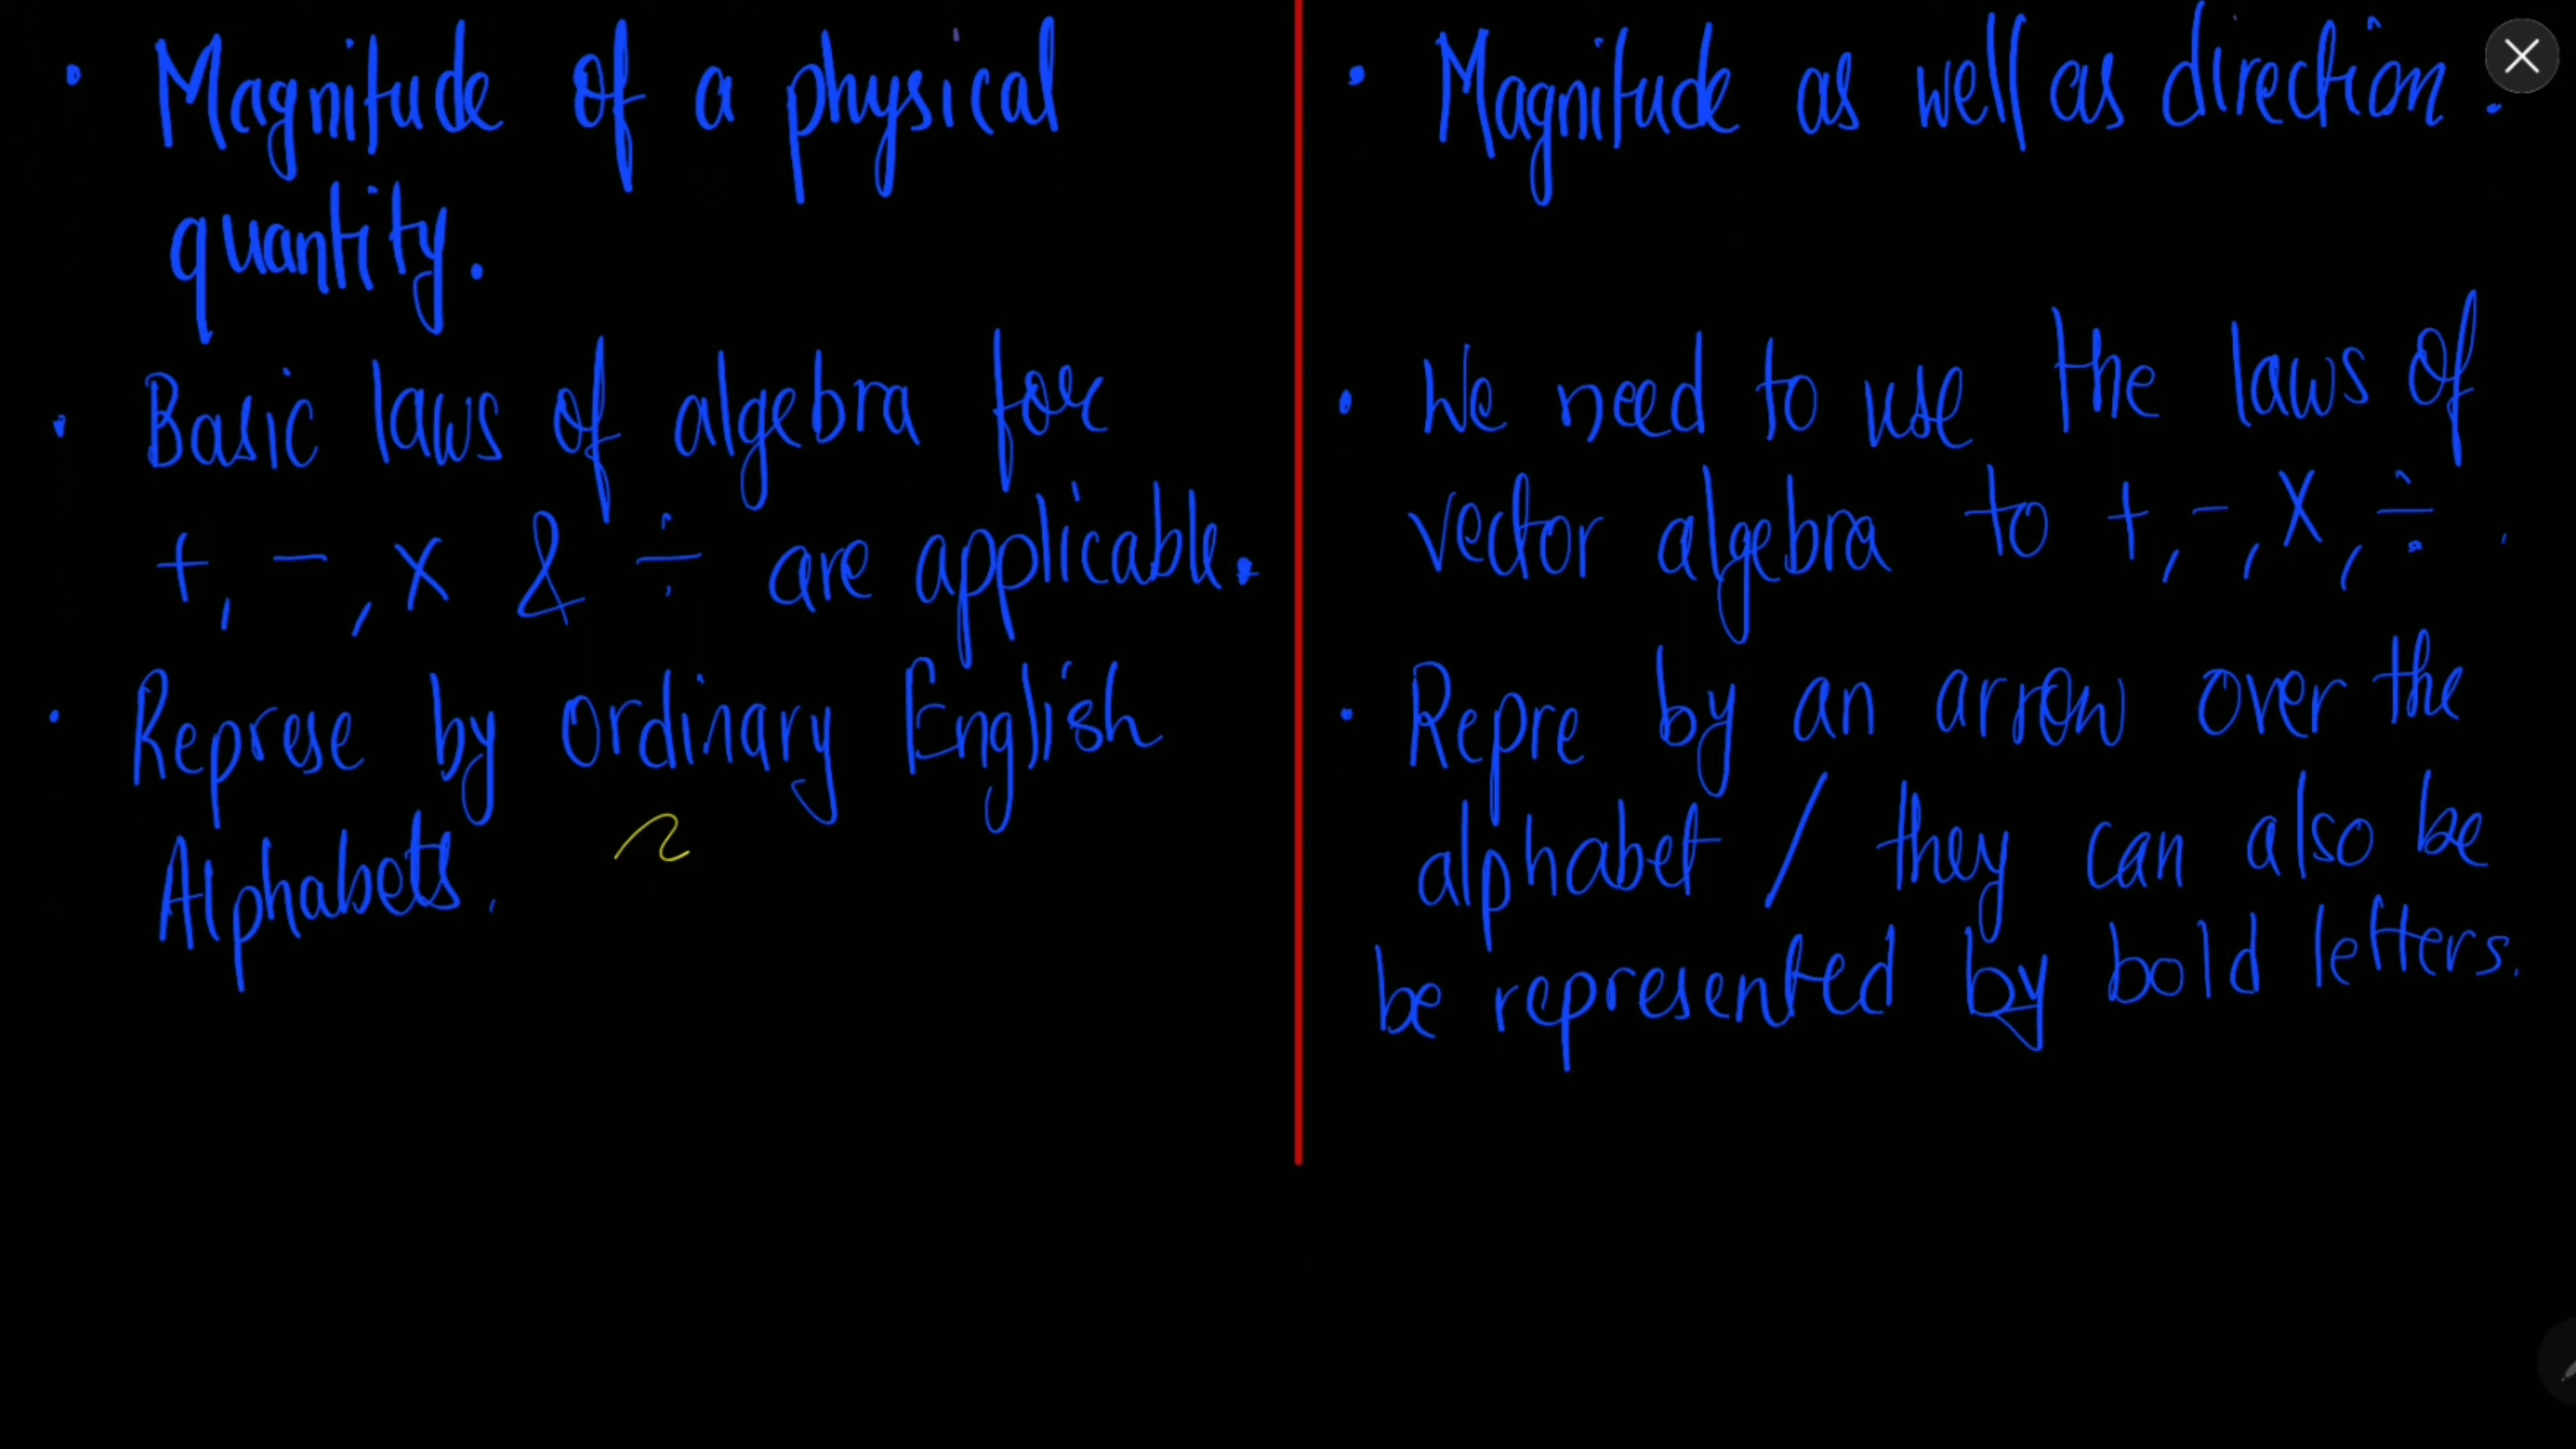 • Magnitude of a physical
quantity.
• Basic laws of algebra for
+, -, × & ÷ are applicable.
• Represe by ordinary English
Alphabets.
• Magnitude as well as direction.
• We need to use the laws of
vector algebra to +, -, ×, ÷.
• Repre by an arrow over the
alphabet / they can also be
be represented by bold letters.